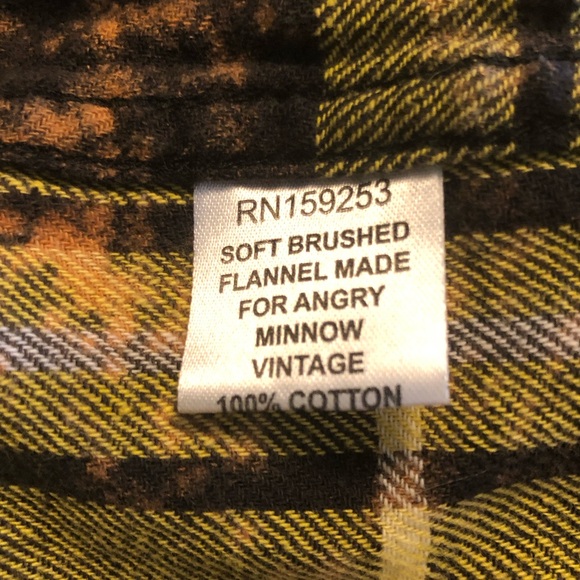 RN159253
SOFT BRUSHED
FLANNEL MADE
FOR ANGRY
MINNOW
VINTAGE
100% COTTON